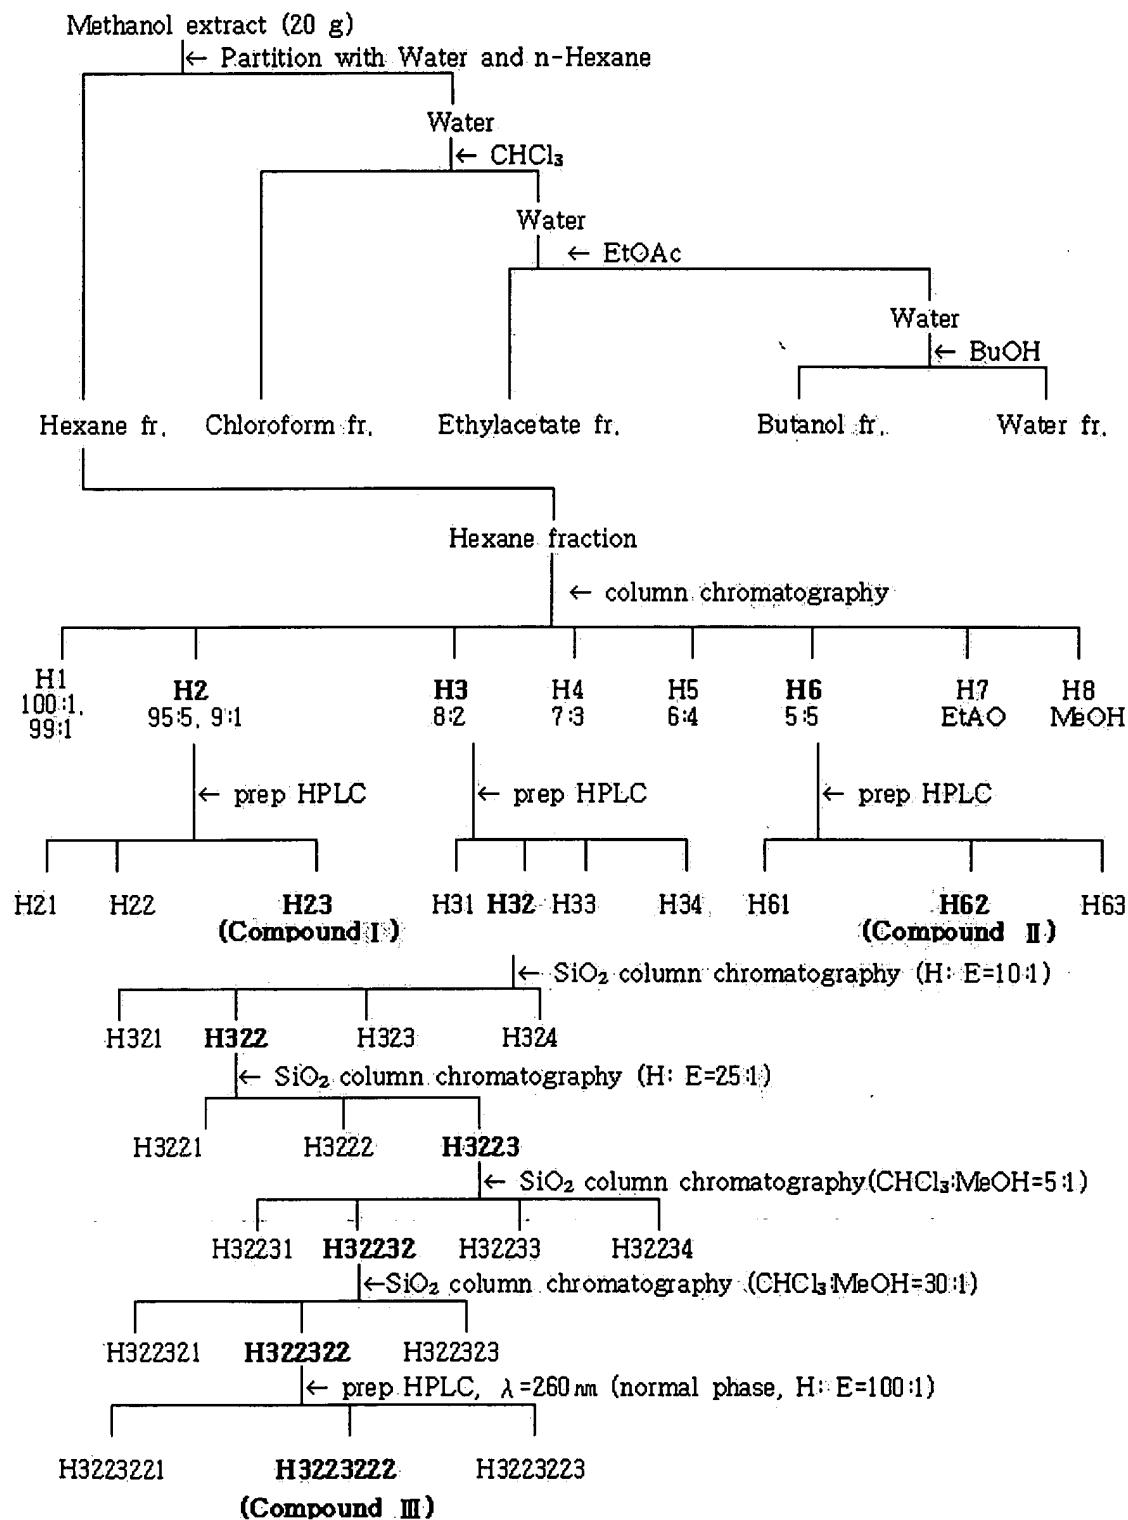 Methanol extract (20 g)
← Partition with Water and n-Hexane
Water
← CHCl₃
Water
← EtOAc
Water
← BuOH
Hexane fr. Chloroform fr. Ethylacetate fr. Butanol fr. Water fr.
Hexane fraction
← column chromatography
H1 H2 H3 H4 H5 H6 H7 H8
100:1, 95:5, 9:1 8:2 7:3 6:4 5:5 EtAO MeOH
99:1
← prep HPLC ← prep HPLC ← prep HPLC
H21 H22 H23 H31 H32 H33 H34 H61 H62 H63
(Compound Ⅰ) (Compound Ⅱ)
← SiO₂ column chromatography (H: E=10:1)
H321 H322 H323 H324
← SiO₂ column chromatography (H: E=25:1)
H3221 H3222 H3223
← SiO₂ column chromatography(CHCl₃:MeOH=5:1)
H32231 H32232 H32233 H32234
←SiO₂ column chromatography (CHCl₃:MeOH=30:1)
H322321 H322322 H322323
← prep HPLC, λ=260㎚ (normal phase, H: E=100:1)
H3223221 H3223222 H3223223
(Compound Ⅲ)